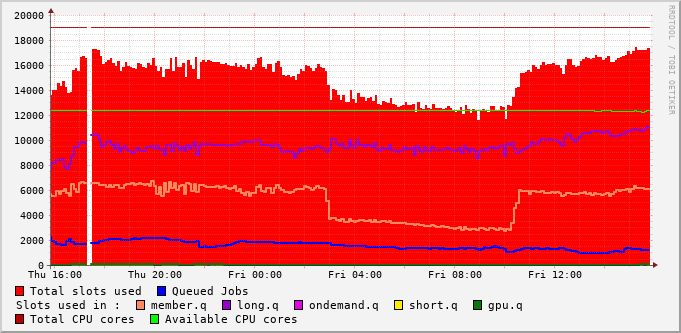 20000
18000
16000
14000
12000
10000
8000
6000
4000
2000
0
Thu 16:00 Thu 20:00 Fri 00:00 Fri 04:00 Fri 08:00 Fri 12:00
Total slots used Queued Jobs
Slots used in : member.q long.q ondemand.q short.q gpu.q
Total CPU cores Available CPU cores
RRDTOOL / TOBI OETIKER